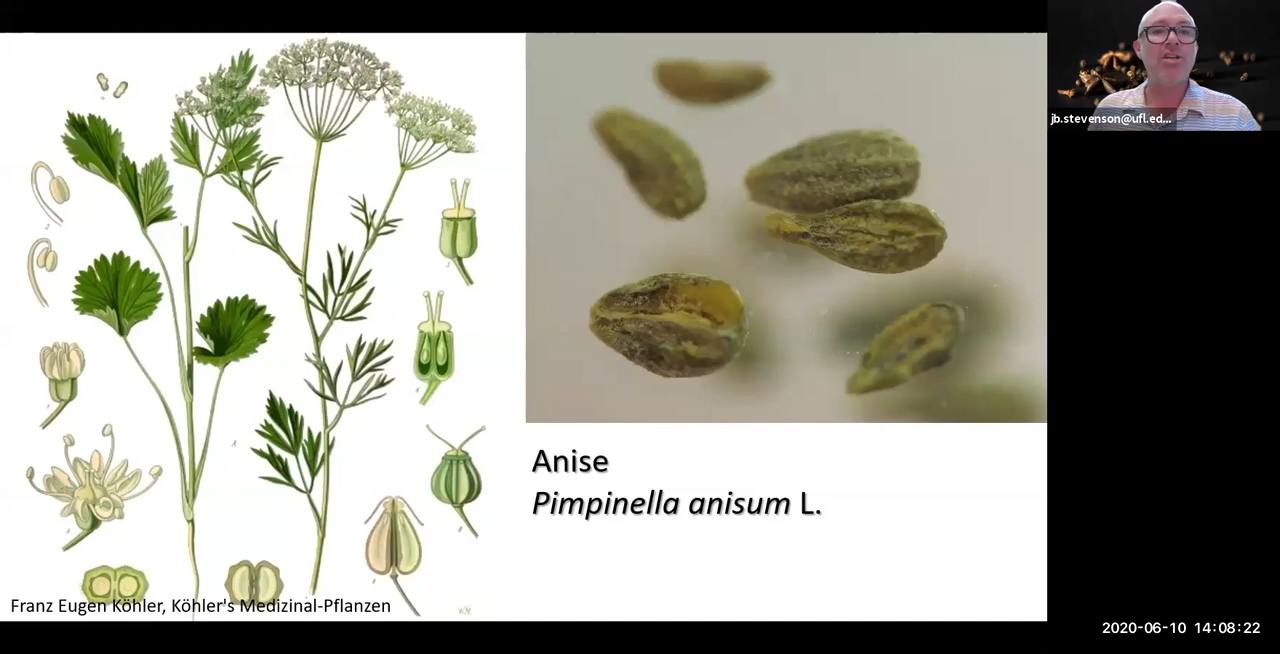 jb.stevenson@ufl.ed...
Anise
Pimpinella anisum L.
Franz Eugen Köhler, Köhler's Medizinal-Pflanzen
2020-06-10 14:08:22